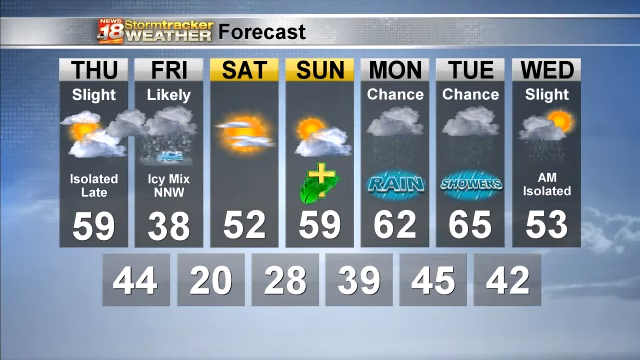 NEWS 18 Stormtracker WEATHER Forecast
THU FRI SAT SUN MON TUE WED
Slight Likely Chance Chance Slight
ICE
Isolated Late
Icy Mix NNW
RAIN
SHOWERS
AM Isolated
59 38 52 59 62 65 53
44 20 28 39 45 42